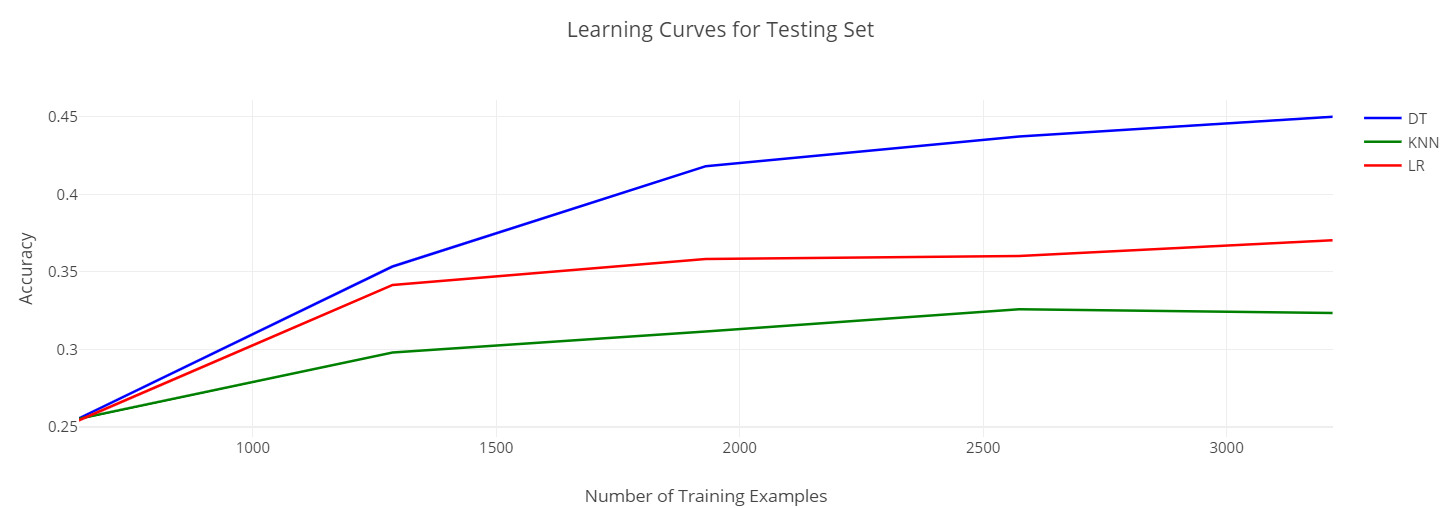 Learning Curves for Testing Set
0.45
0.4
0.35
0.3
0.25
Accuracy
1000 1500 2000 2500 3000
Number of Training Examples
DT
KNN
LR